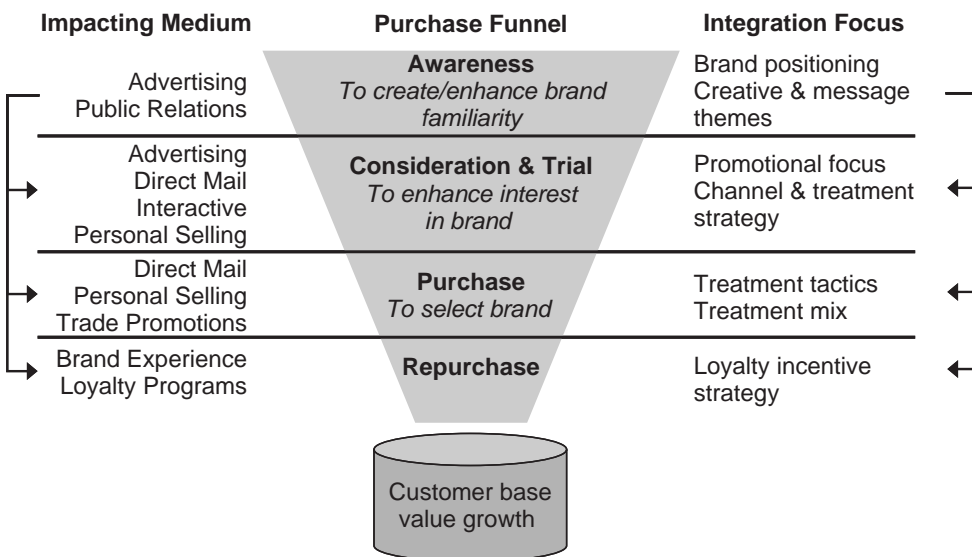 Impacting Medium
Purchase Funnel
Integration Focus
Advertising
Public Relations
Awareness
To create/enhance brand
familiarity
Brand positioning
Creative & message
themes
Advertising
Direct Mail
Interactive
Personal Selling
Consideration & Trial
To enhance interest
in brand
Promotional focus
Channel & treatment
strategy
Direct Mail
Personal Selling
Trade Promotions
Purchase
To select brand
Treatment tactics
Treatment mix
Brand Experience
Loyalty Programs
Repurchase
Loyalty incentive
strategy
Customer base
value growth